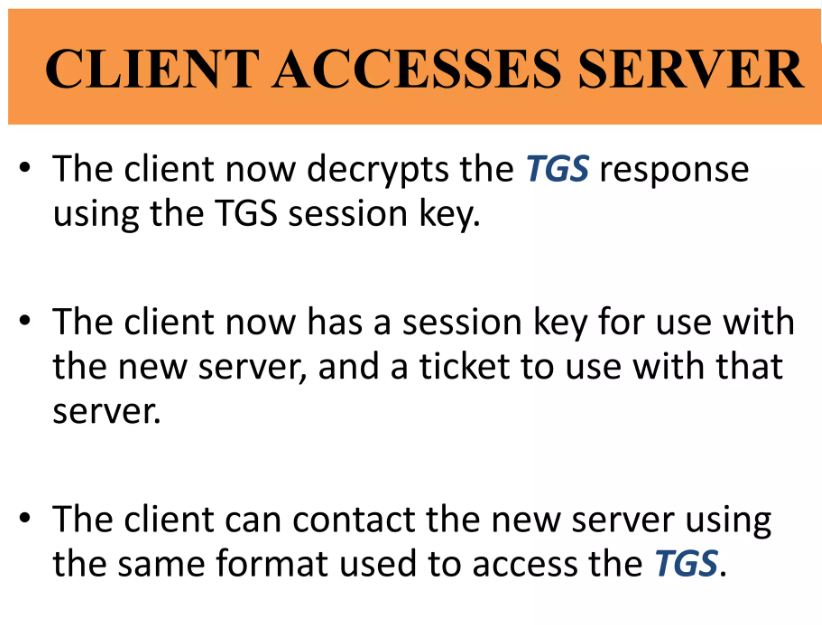 CLIENT ACCESSES SERVER
• The client now decrypts the TGS response
using the TGS session key.
• The client now has a session key for use with
the new server, and a ticket to use with that
server.
• The client can contact the new server using
the same format used to access the TGS.